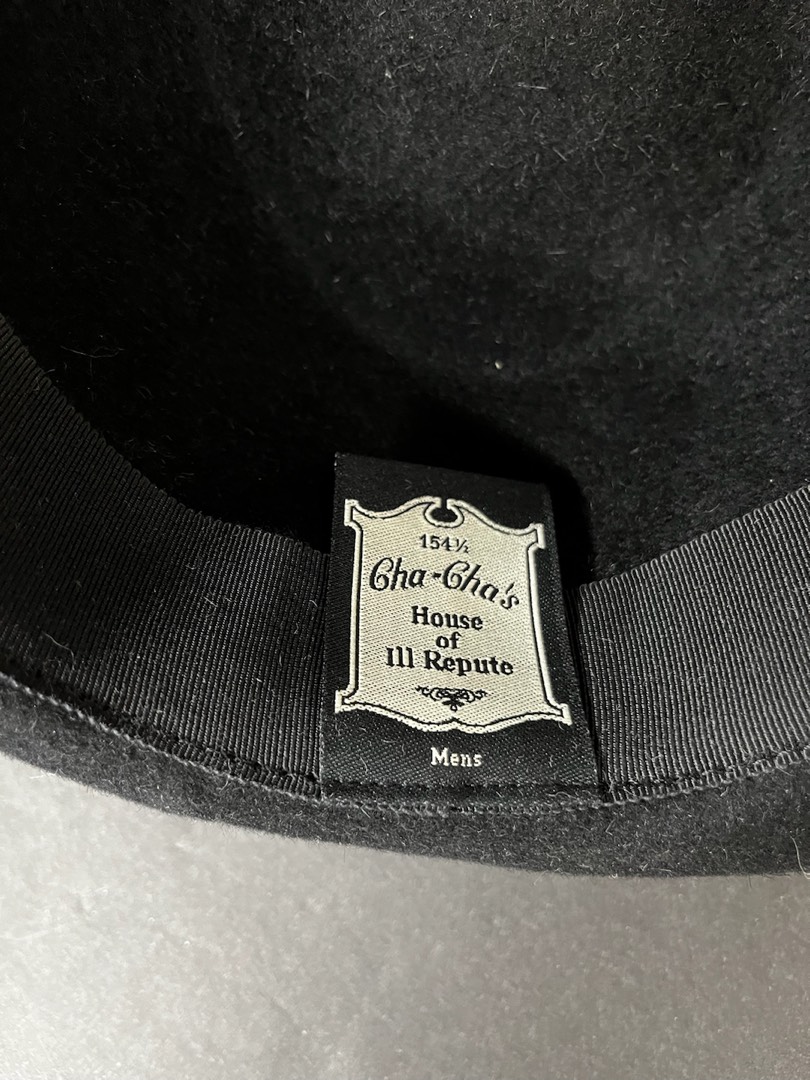 154½
Cha-Cha's
House
of
Ill Repute
Mens